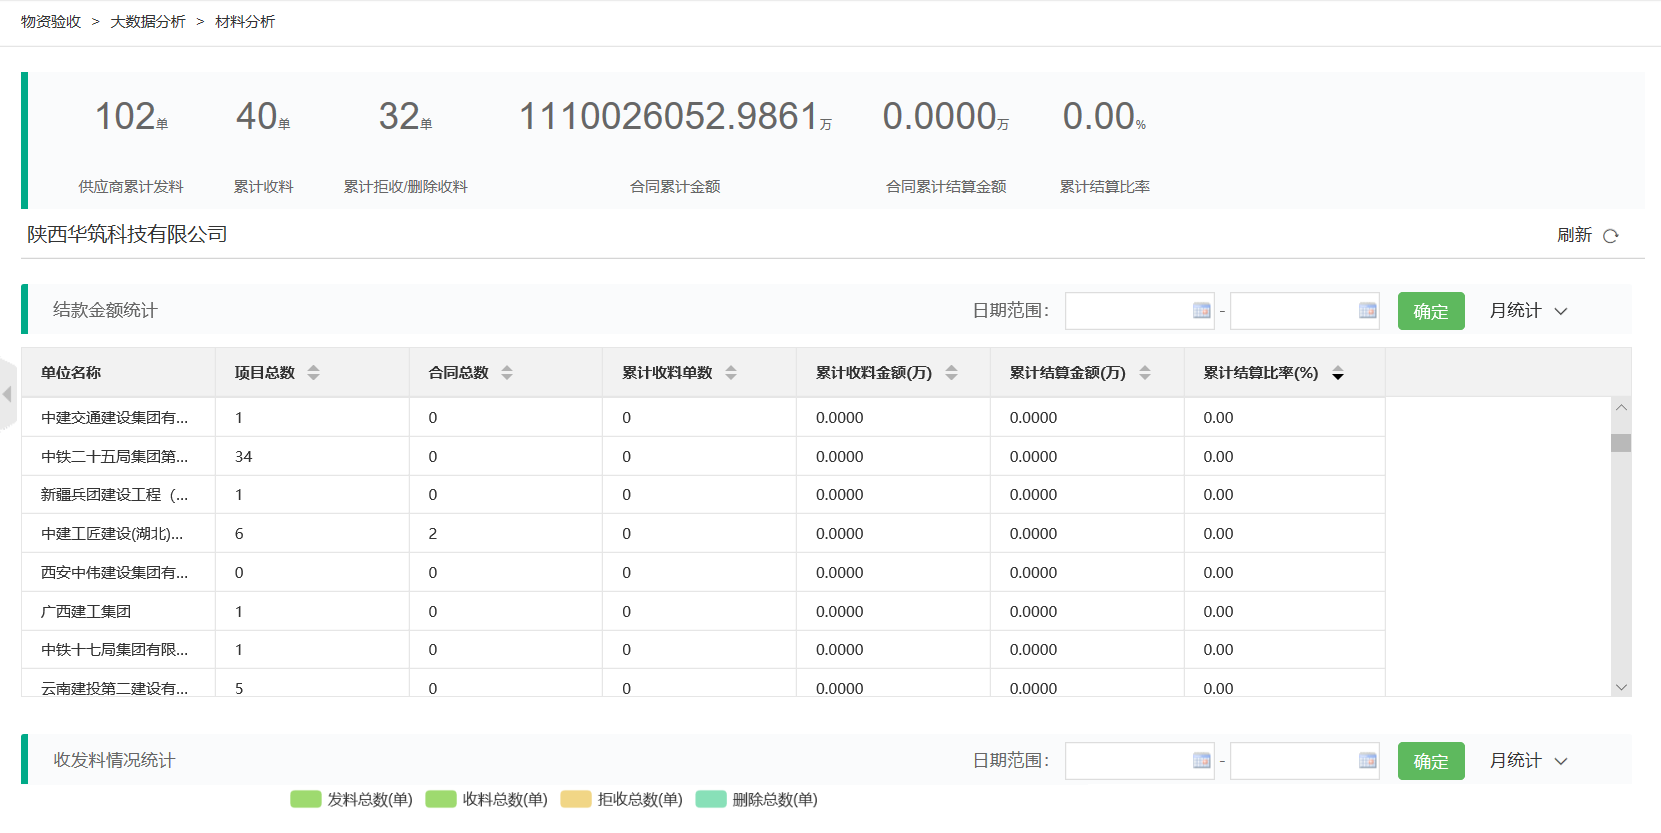 物资验收 > 大数据分析 > 材料分析
102单 40单 32单 1110026052.9861万 0.0000万 0.00%
供应商累计发料 累计收料 累计拒收/删除收料 合同累计金额 合同累计结算金额 累计结算比率
陕西华筑科技有限公司 刷新
结款金额统计 日期范围： - 确定 月统计
单位名称 项目总数 合同总数 累计收料单数 累计收料金额(万) 累计结算金额(万) 累计结算比率(%)
中建交通建设集团有... 1 0 0 0.0000 0.0000 0.00
中铁二十五局集团第... 34 0 0 0.0000 0.0000 0.00
新疆兵团建设工程（... 1 0 0 0.0000 0.0000 0.00
中建工匠建设(湖北)... 6 2 0 0.0000 0.0000 0.00
西安中伟建设集团有... 0 0 0 0.0000 0.0000 0.00
广西建工集团 1 0 0 0.0000 0.0000 0.00
中铁十七局集团有限... 1 0 0 0.0000 0.0000 0.00
云南建投第二建设有... 5 0 0 0.0000 0.0000 0.00
收发料情况统计 日期范围： - 确定 月统计
发料总数(单) 收料总数(单) 拒收总数(单) 删除总数(单)